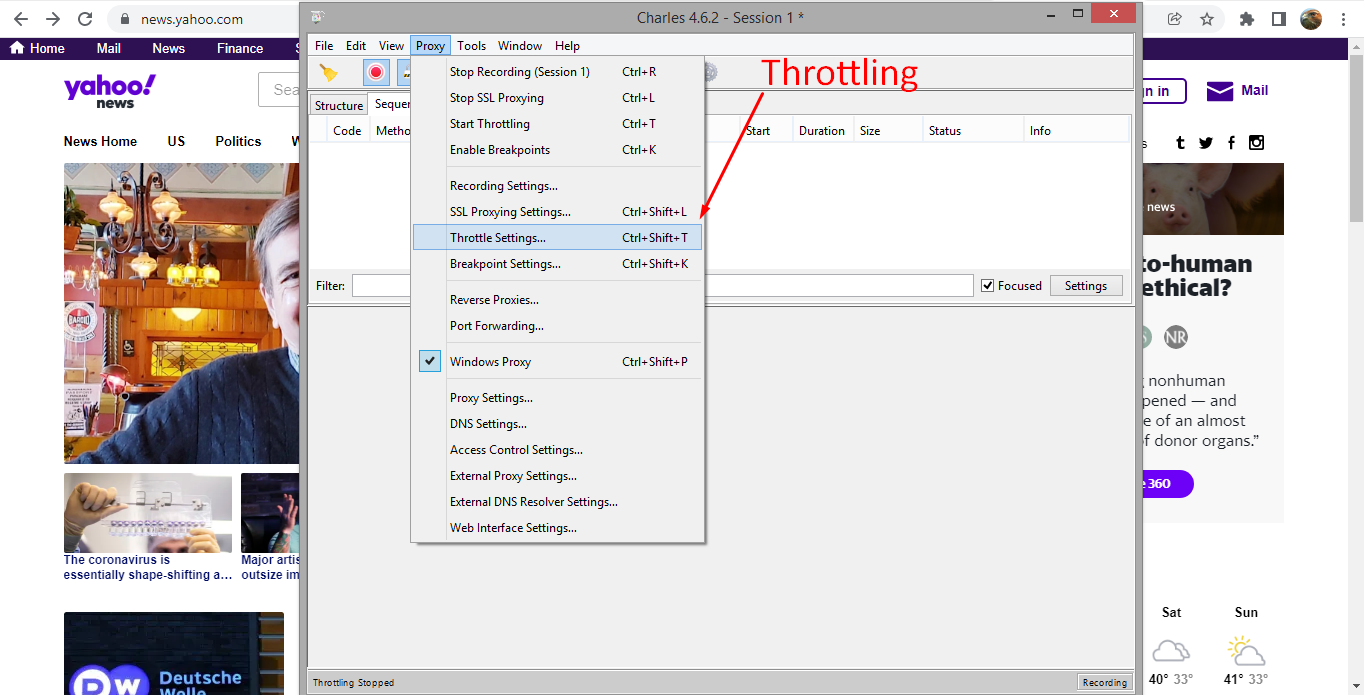 news.yahoo.com
Charles 4.6.2 - Session 1 *
Home Mail News Finance
File Edit View Proxy Tools Window Help
yahoo!
news
Sea
Throttling
n in
Mail
Structure Sequen
Code Metho Start Duration Size Status Info
News Home US Politics
Stop Recording (Session 1) Ctrl+R
Stop SSL Proxying Ctrl+L
Start Throttling Ctrl+T
Enable Breakpoints Ctrl+K
Recording Settings...
SSL Proxying Settings... Ctrl+Shift+L
Throttle Settings... Ctrl+Shift+T
Breakpoint Settings... Ctrl+Shift+K
Reverse Proxies...
Port Forwarding...
Windows Proxy Ctrl+Shift+P
Proxy Settings...
DNS Settings...
Access Control Settings...
External Proxy Settings...
External DNS Resolver Settings...
Web Interface Settings...
Filter:
Focused
Settings
news
to-human
ethical?
NR
nonhuman
pened — and
e of an almost
f donor organs.”
360
The coronavirus is
essentially shape-shifting a...
Major artis
outsize im
DW Deutsche
Welle
Sat Sun
40° 33° 41° 33°
Throttling Stopped
Recording